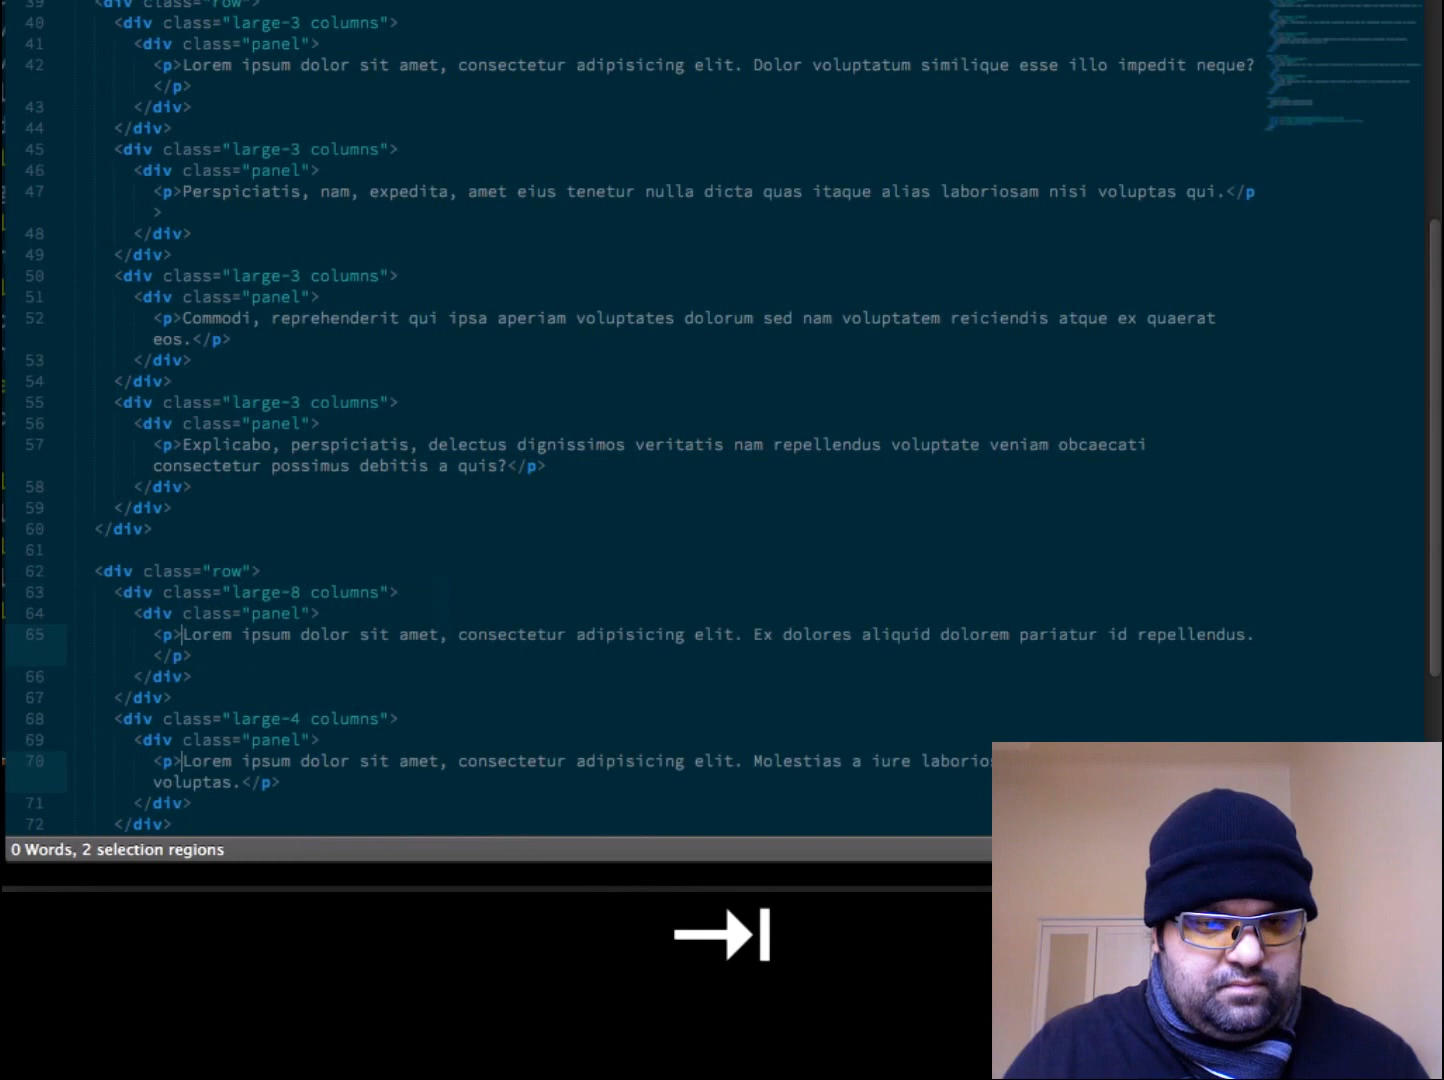 39 <div class="row">
40 <div class="large-3 columns">
41 <div class="panel">
42 <p>Lorem ipsum dolor sit amet, consectetur adipisicing elit. Dolor voluptatum similique esse illo impedit neque?
</p>
43 </div>
44 </div>
45 <div class="large-3 columns">
46 <div class="panel">
47 <p>Perspiciatis, nam, expedita, amet eius tenetur nulla dicta quas itaque alias laboriosam nisi voluptas qui.</p
>
48 </div>
49 </div>
50 <div class="large-3 columns">
51 <div class="panel">
52 <p>Commodi, reprehenderit qui ipsa aperiam voluptates dolorum sed nam voluptatem reiciendis atque ex quaerat
eos.</p>
53 </div>
54 </div>
55 <div class="large-3 columns">
56 <div class="panel">
57 <p>Explicabo, perspiciatis, delectus dignissimos veritatis nam repellendus voluptate veniam obcaecati
consectetur possimus debitis a quis?</p>
58 </div>
59 </div>
60 </div>
61
62 <div class="row">
63 <div class="large-8 columns">
64 <div class="panel">
65 <p>Lorem ipsum dolor sit amet, consectetur adipisicing elit. Ex dolores aliquid dolorem pariatur id repellendus.
</p>
66 </div>
67 </div>
68 <div class="large-4 columns">
69 <div class="panel">
70 <p>Lorem ipsum dolor sit amet, consectetur adipisicing elit. Molestias a iure laborios
voluptas.</p>
71 </div>
72 </div>
0 Words, 2 selection regions